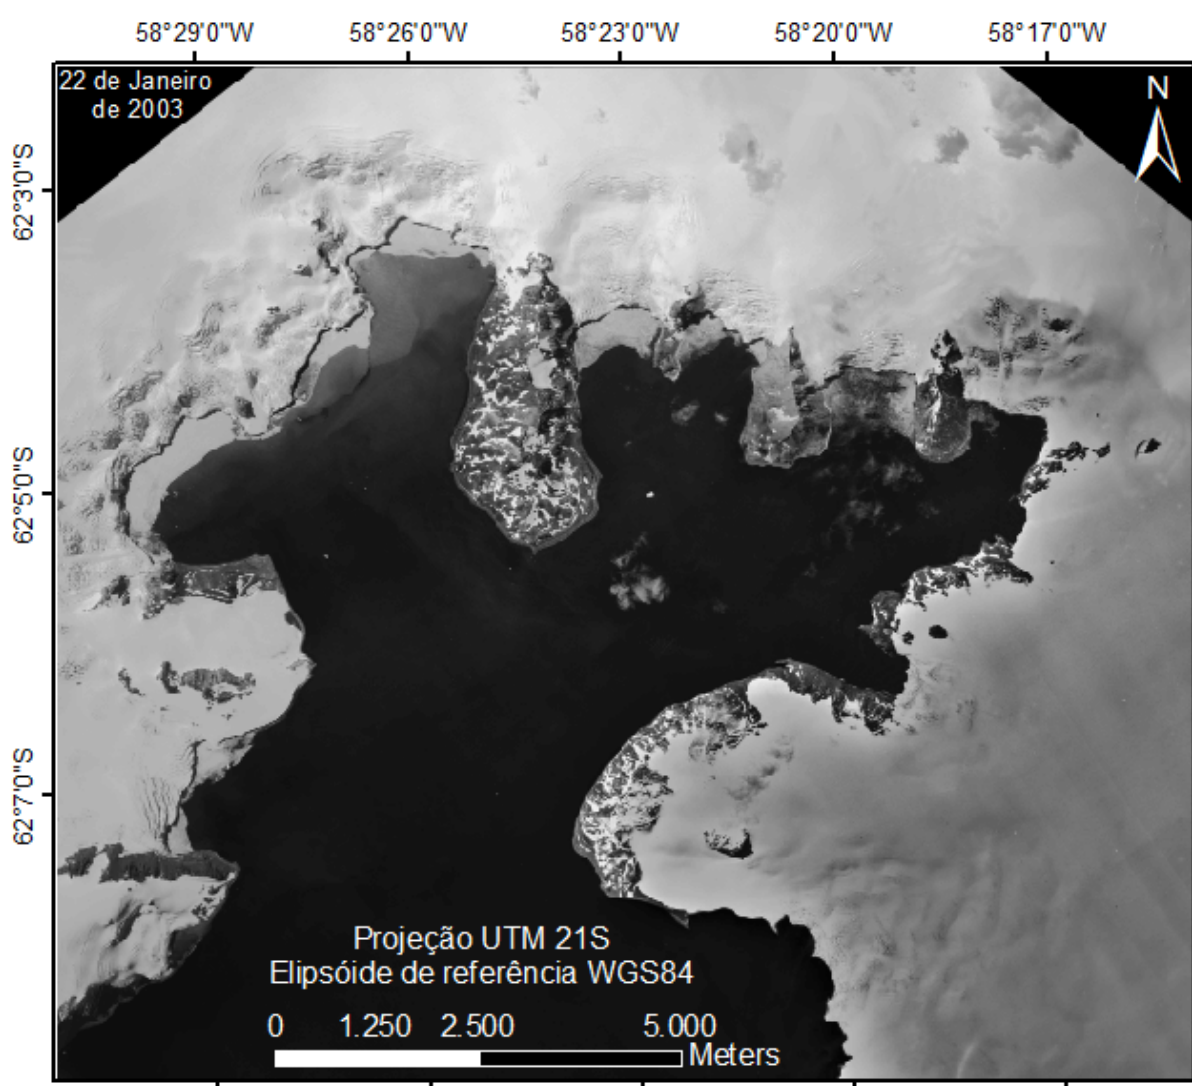 58°29'0"W 58°26'0"W 58°23'0"W 58°20'0"W 58°17'0"W
22 de Janeiro
de 2003
N
62°3'0"S
62°5'0"S
62°7'0"S
Projeção UTM 21S
Elipsóide de referência WGS84
0 1.250 2.500 5.000
Meters